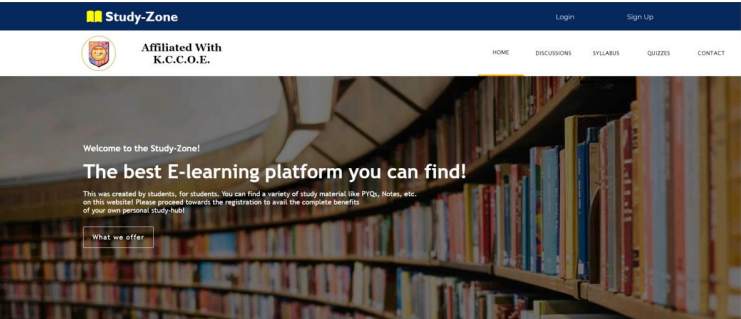 Study-Zone
Login
Sign Up
Affiliated With
K.C.C.O.E.
HOME
DISCUSSIONS
SYLLABUS
QUIZZES
CONTACT
Welcome to the Study-Zone!
The best E-learning platform you can find!
This was created by students, for students. You can find a variety of study material like PYQs, Notes, etc.
on this website! Please proceed towards the registration to avail the complete benefits
of your own personal study-hub!
What we offer